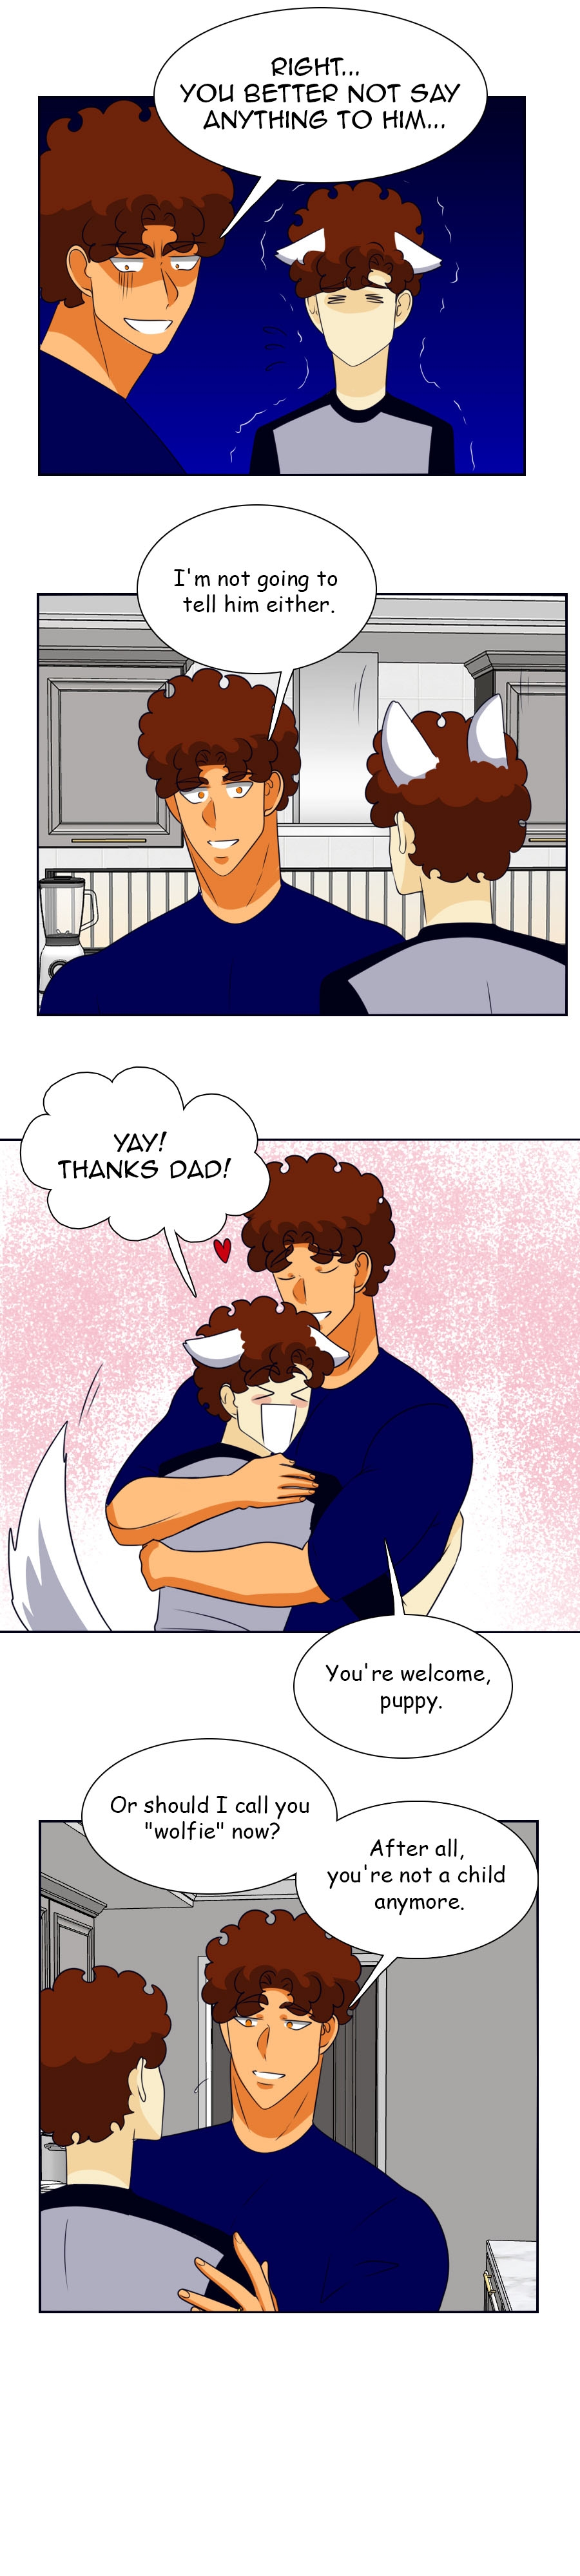 RIGHT...
YOU BETTER NOT SAY
ANYTHING TO HIM...
I'm not going to
tell him either.
YAY!
THANKS DAD!
You're welcome,
puppy.
Or should I call you
"wolfie" now?
After all,
you're not a child
anymore.